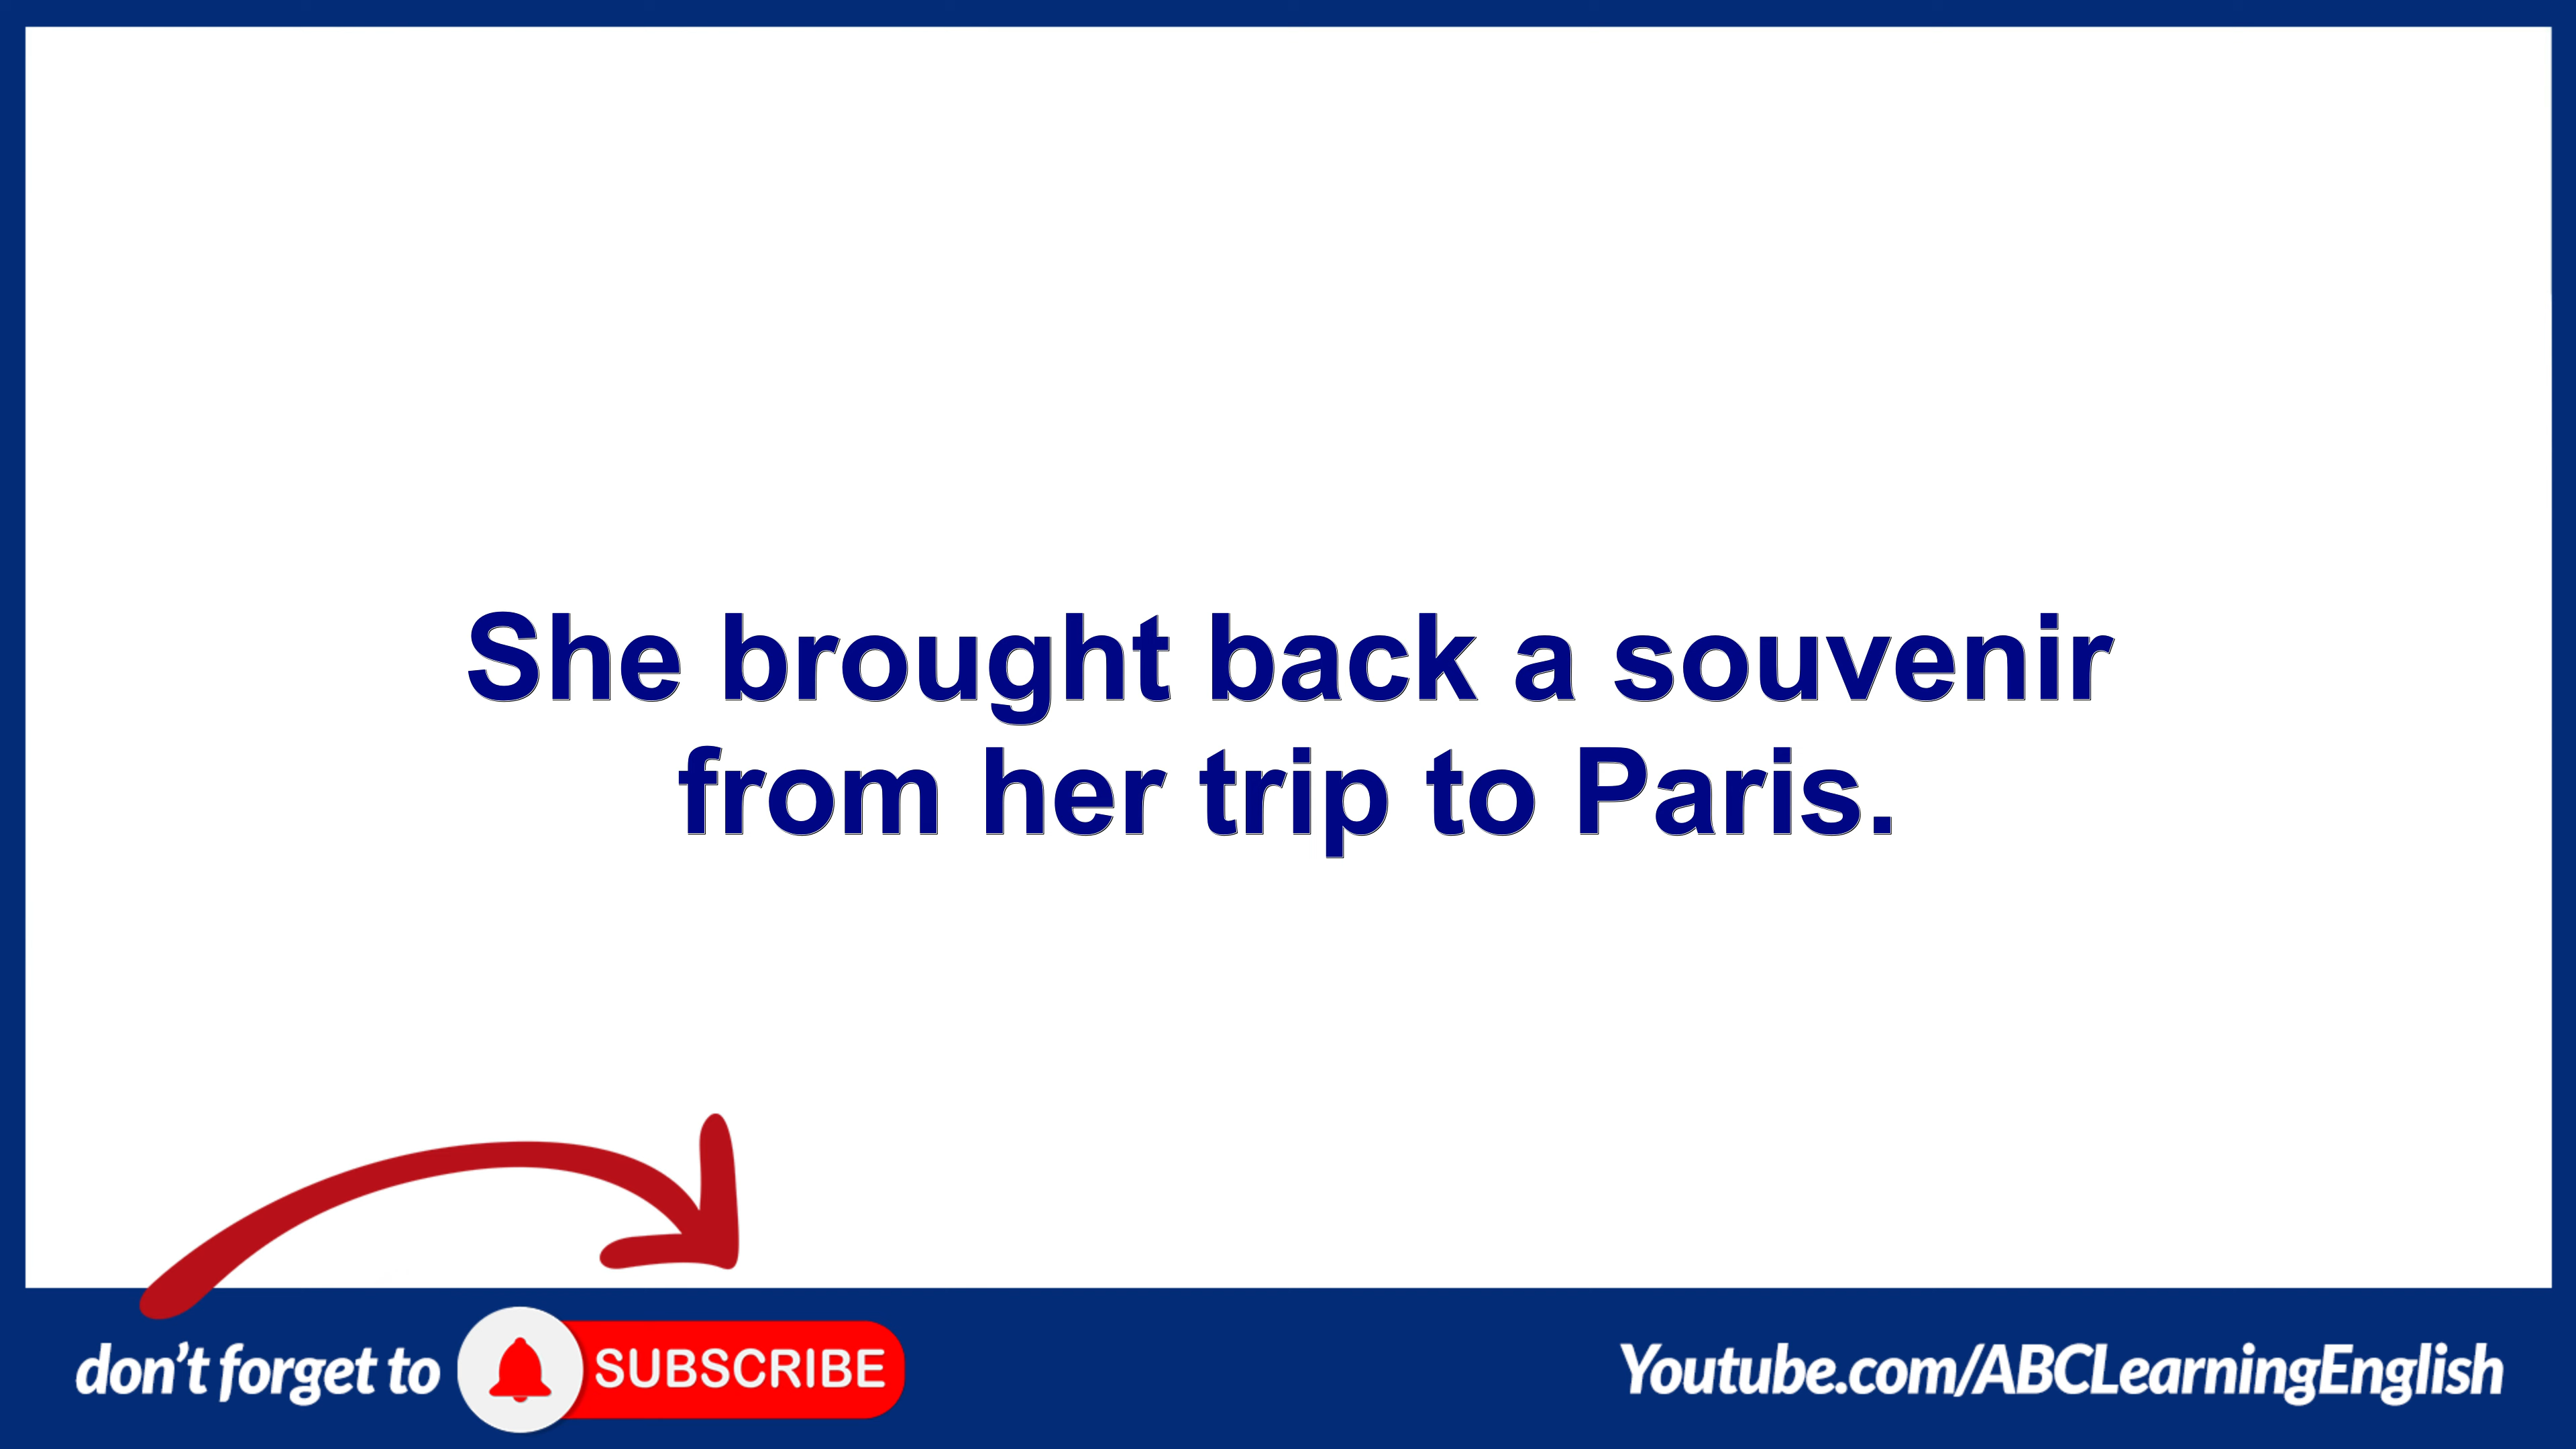 She brought back a souvenir
from her trip to Paris.
don't forget to SUBSCRIBE
Youtube.com/ABCLearningEnglish